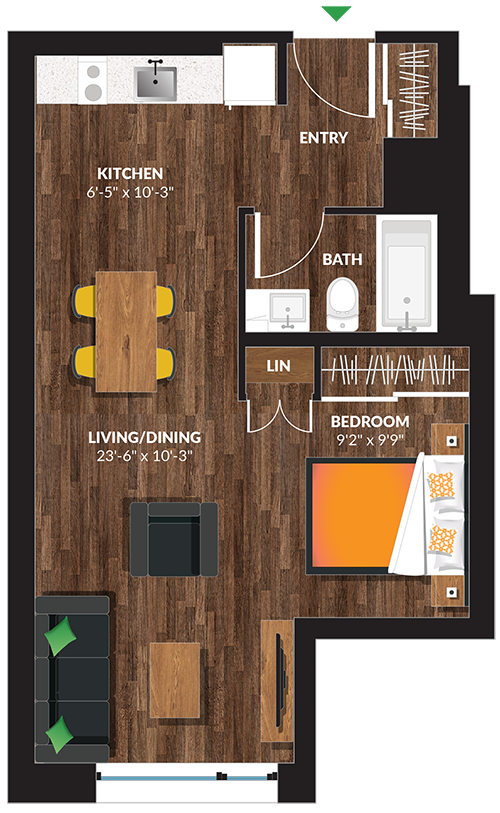 ENTRY
KITCHEN
6'-5" x 10'-3"
BATH
LIN
BEDROOM
9'2" x 9'9"
LIVING/DINING
23'-6" x 10'-3"